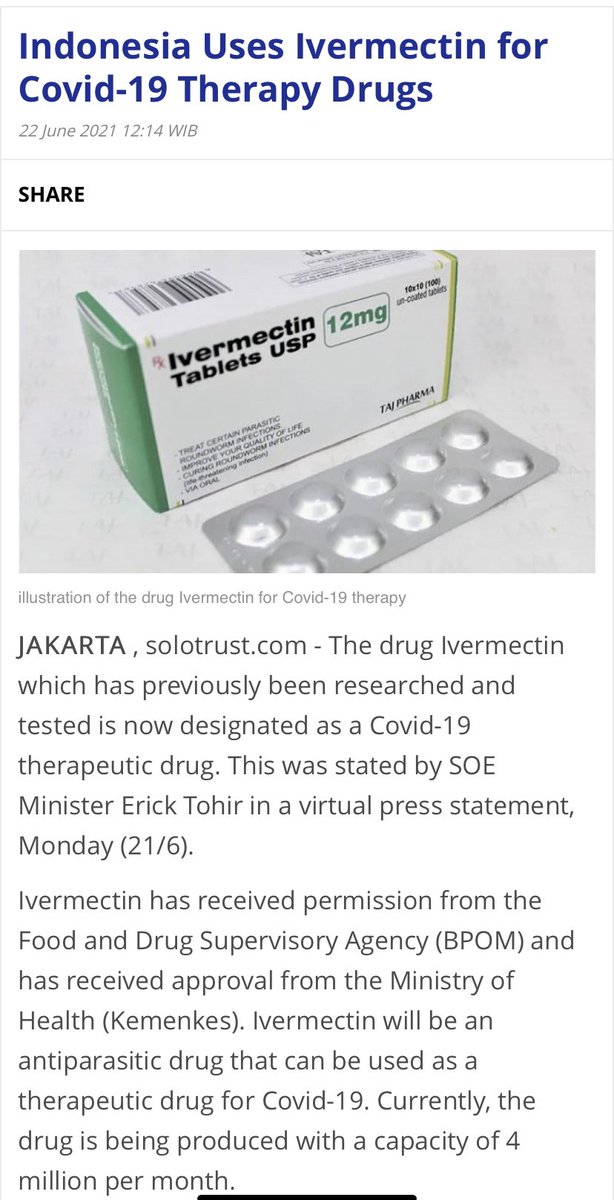 Indonesia Uses Ivermectin for
Covid-19 Therapy Drugs
22 June 2021 12:14 WIB
SHARE
10x10 (100)
un-coated tablets
Rx Ivermectin 12mg
Tablets USP
TAJ PHARMA
- TREAT CERTAIN PARASITIC
ROUNDWORM INFECTIONS
- IMPROVE YOUR QUALITY OF LIFE
- CURING ROUNDWORM INFECTIONS
(life-threatening infection)
- VIA ORAL
illustration of the drug Ivermectin for Covid-19 therapy
JAKARTA , solotrust.com - The drug Ivermectin
which has previously been researched and
tested is now designated as a Covid-19
therapeutic drug. This was stated by SOE
Minister Erick Tohir in a virtual press statement,
Monday (21/6).
Ivermectin has received permission from the
Food and Drug Supervisory Agency (BPOM) and
has received approval from the Ministry of
Health (Kemenkes). Ivermectin will be an
antiparasitic drug that can be used as a
therapeutic drug for Covid-19. Currently, the
drug is being produced with a capacity of 4
million per month.